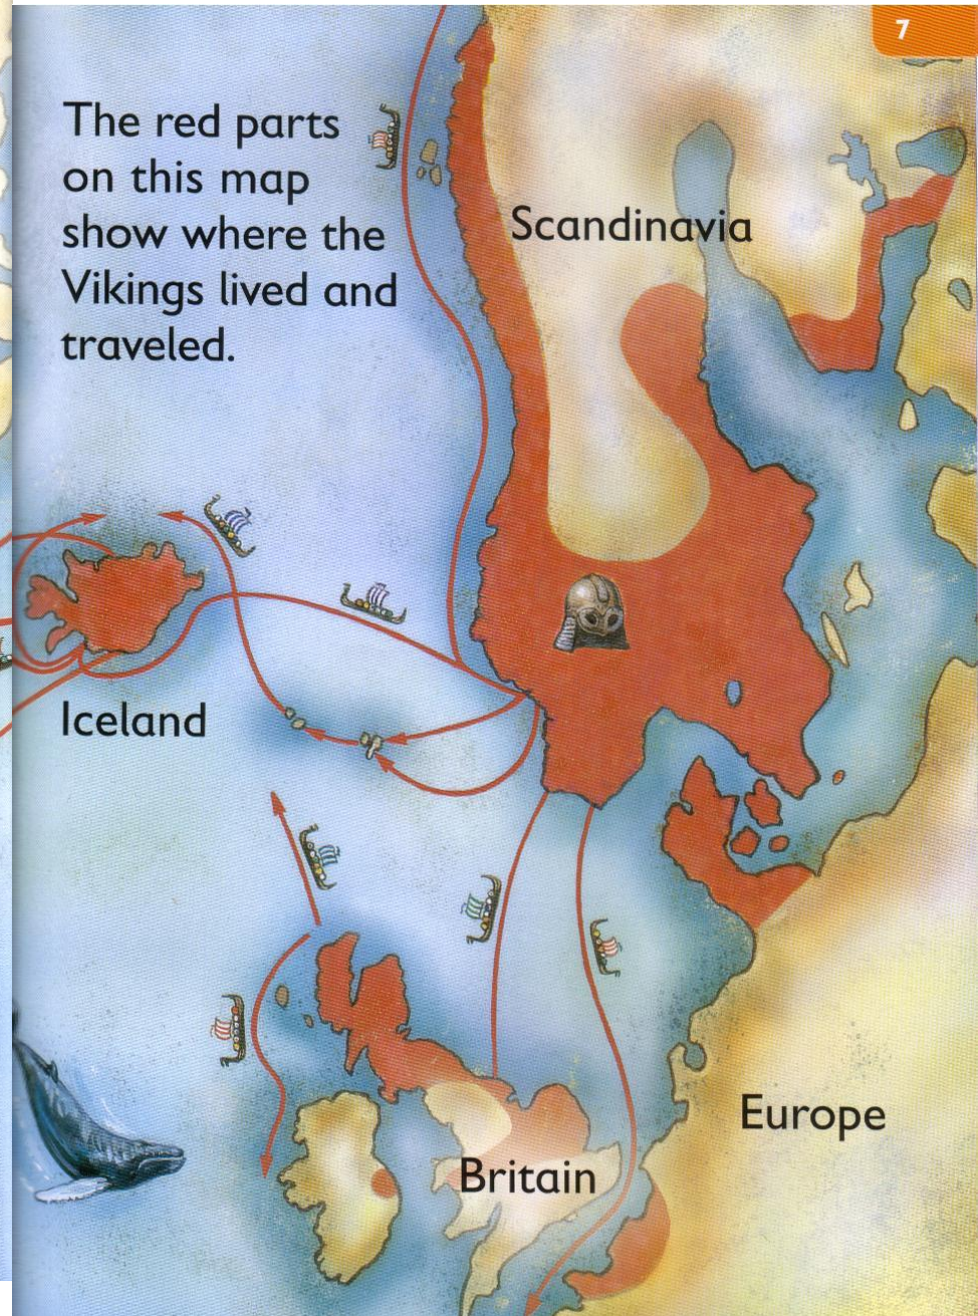 7
The red parts
on this map
show where the
Vikings lived and
traveled.
Scandinavia
Iceland
Europe
Britain